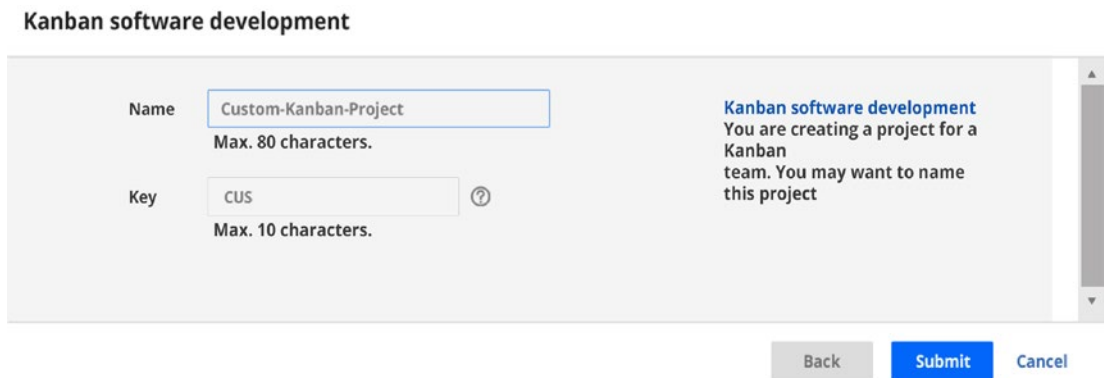 Kanban software development
Name
Custom-Kanban-Project
Max. 80 characters.
Key
CUS
?
Max. 10 characters.
Kanban software development
You are creating a project for a
Kanban
team. You may want to name
this project
Back
Submit
Cancel